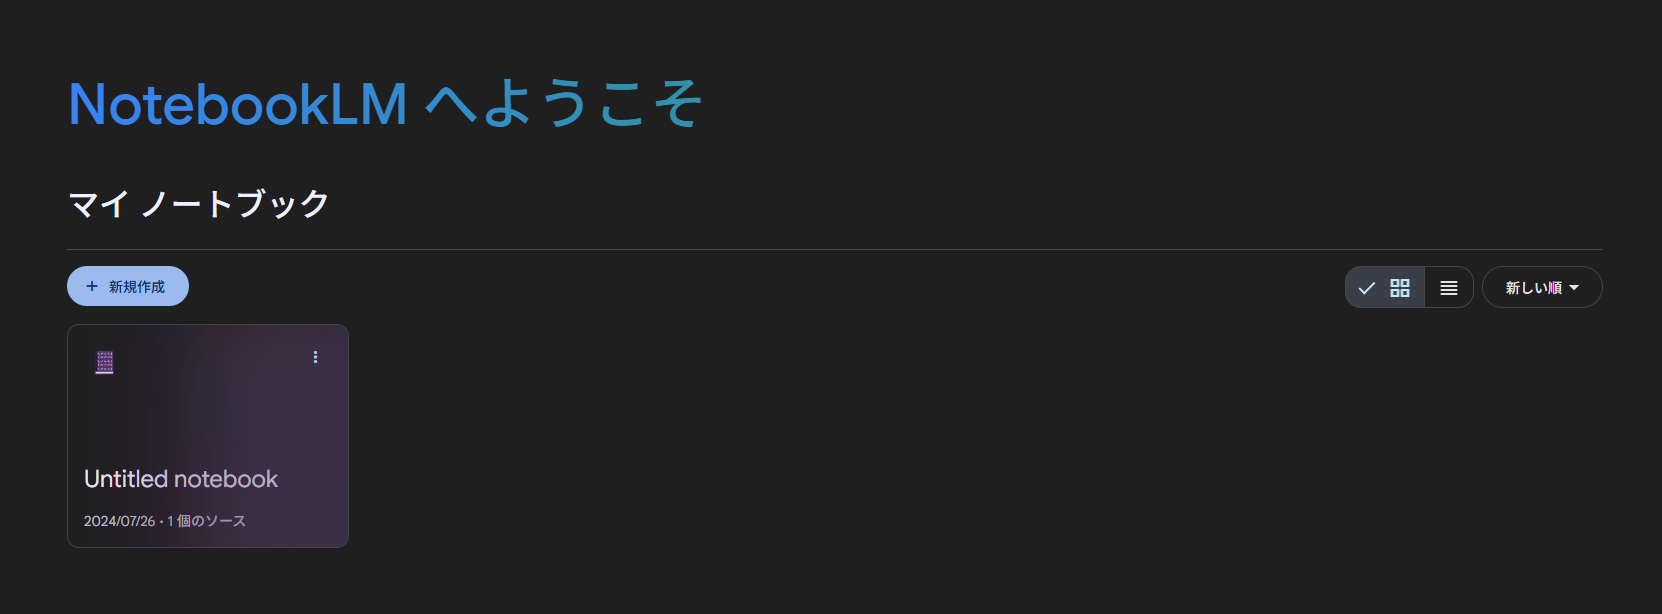 NotebookLM へようこそ
マイ ノートブック
+ 新規作成
新しい順
Untitled notebook
2024/07/26・1 個のソース